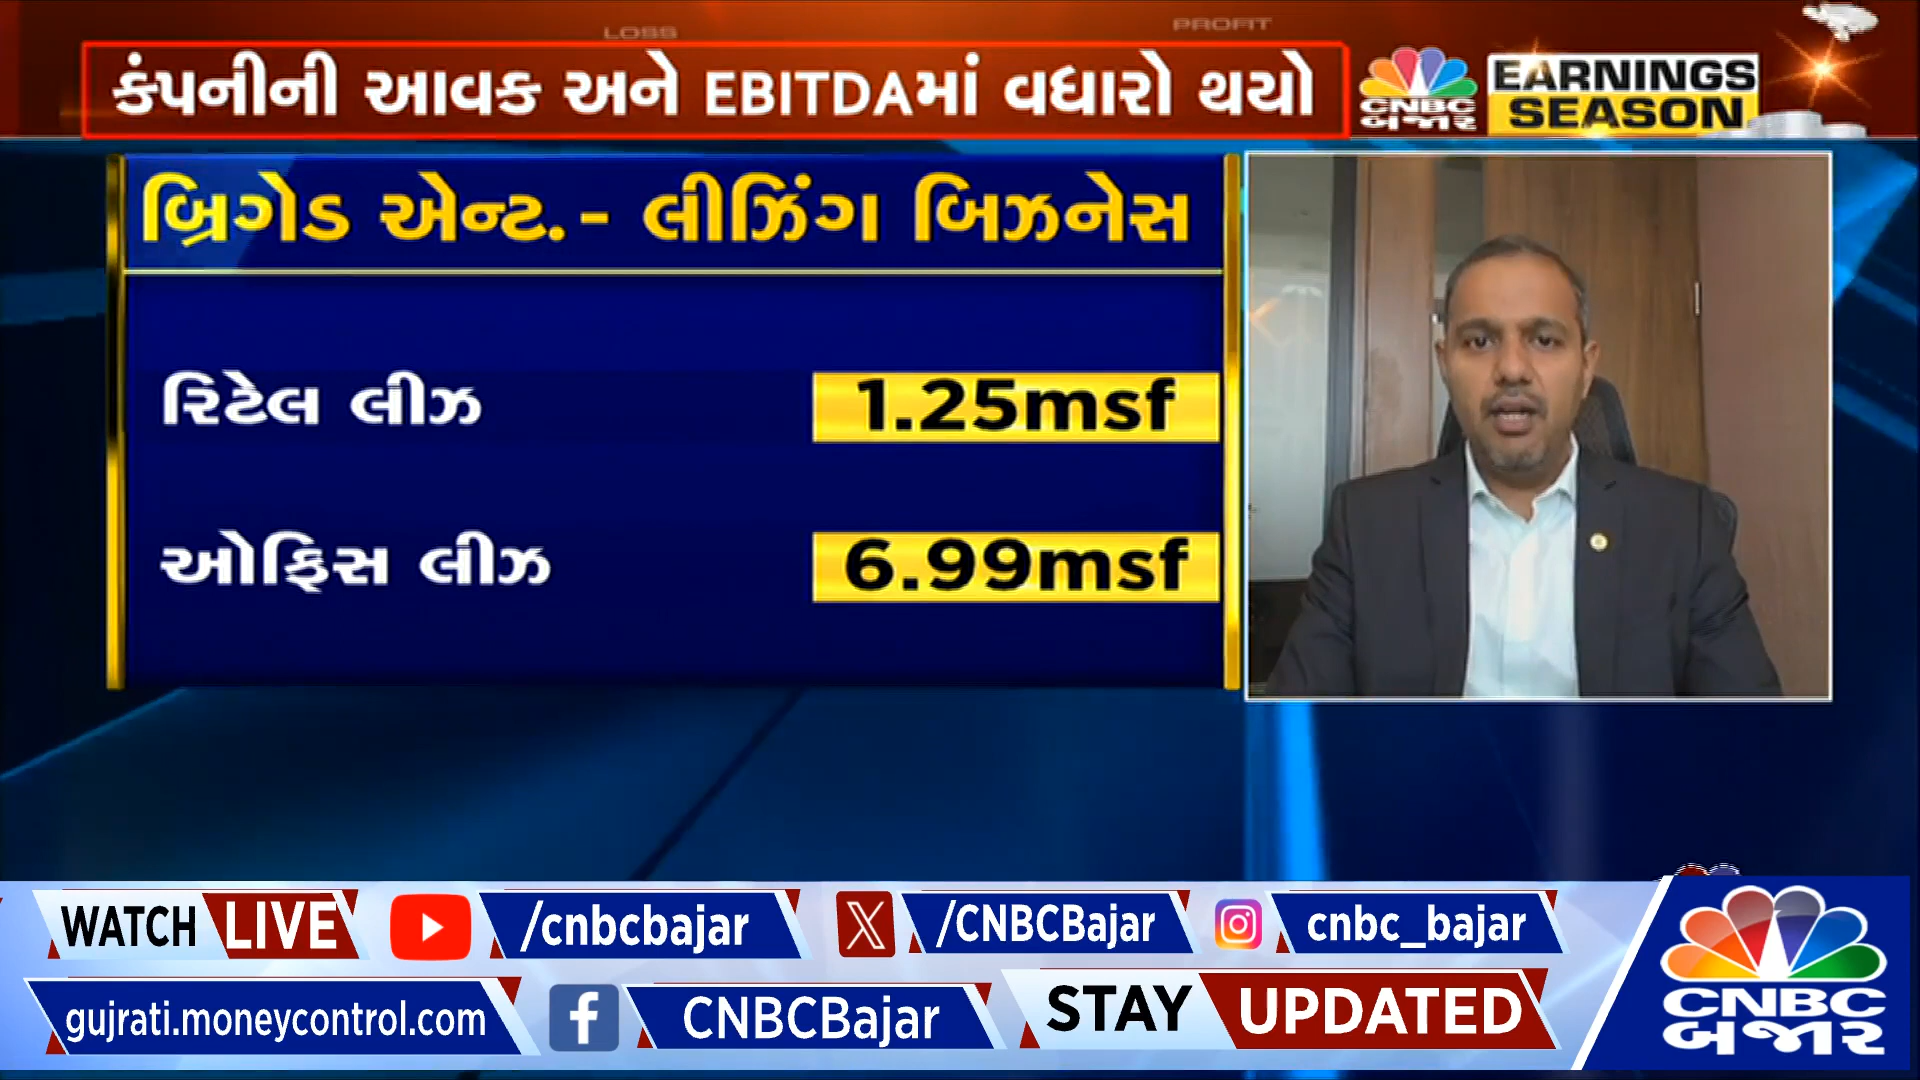 LOSS
PROFIT
કંપનીની આવક અને EBITDAમાં વધારો થયો
CNBC
બજાર
EARNINGS
SEASON
બ્રિગેડ એન્ટ.- લીઝિંગ બિઝનેસ
રિટેલ લીઝ 1.25msf
ઓફિસ લીઝ 6.99msf
WATCH LIVE /cnbcbajar /CNBCBajar cnbc_bajar
gujrati.moneycontrol.com CNBCBajar STAY UPDATED
CNBC
બજાર